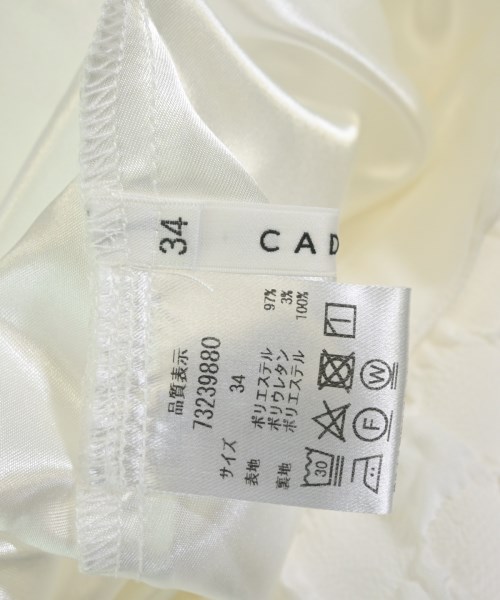 34
CAD
品質表示
73239880
サイズ 34
表地 ポリエステル 97%
ポリウレタン 3%
裏地 ポリエステル 100%
30
W
F